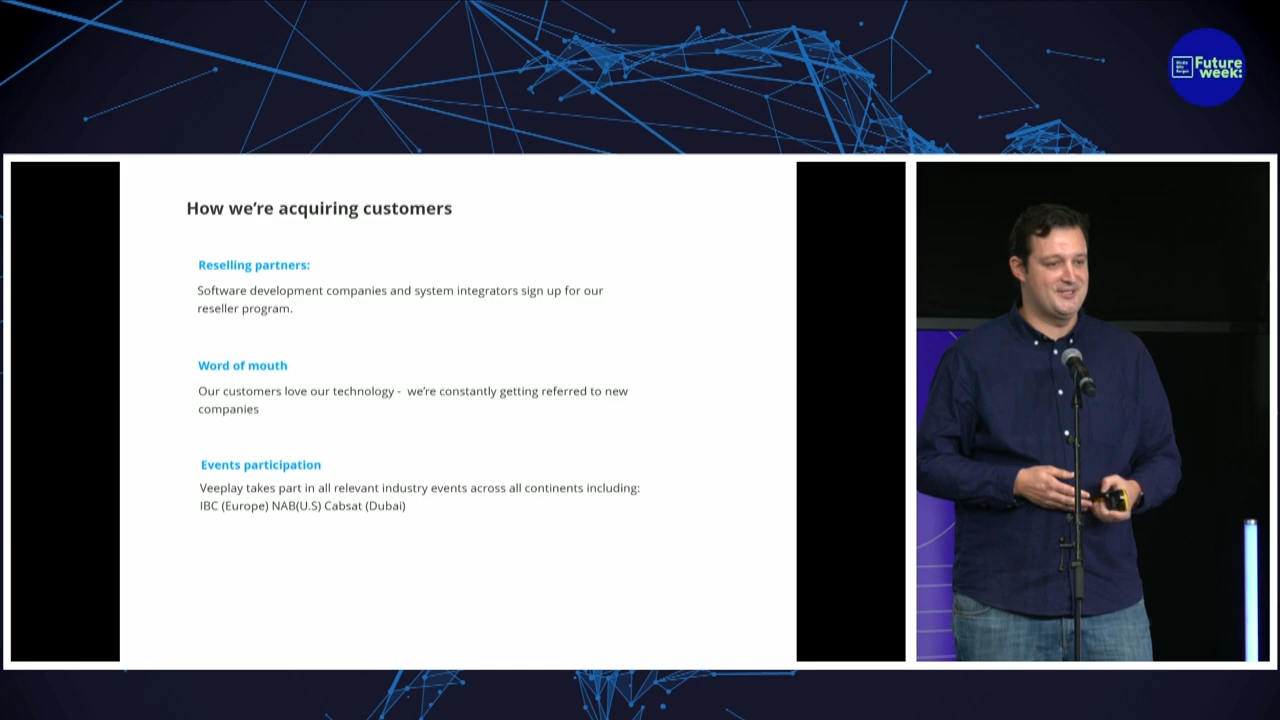 Future
week:
How we're acquiring customers
Reselling partners:
Software development companies and system integrators sign up for our
reseller program.
Word of mouth
Our customers love our technology -  we're constantly getting referred to new
companies
Events participation
Veeplay takes part in all relevant industry events across all continents including:
IBC (Europe) NAB(U.S) Cabsat (Dubai)